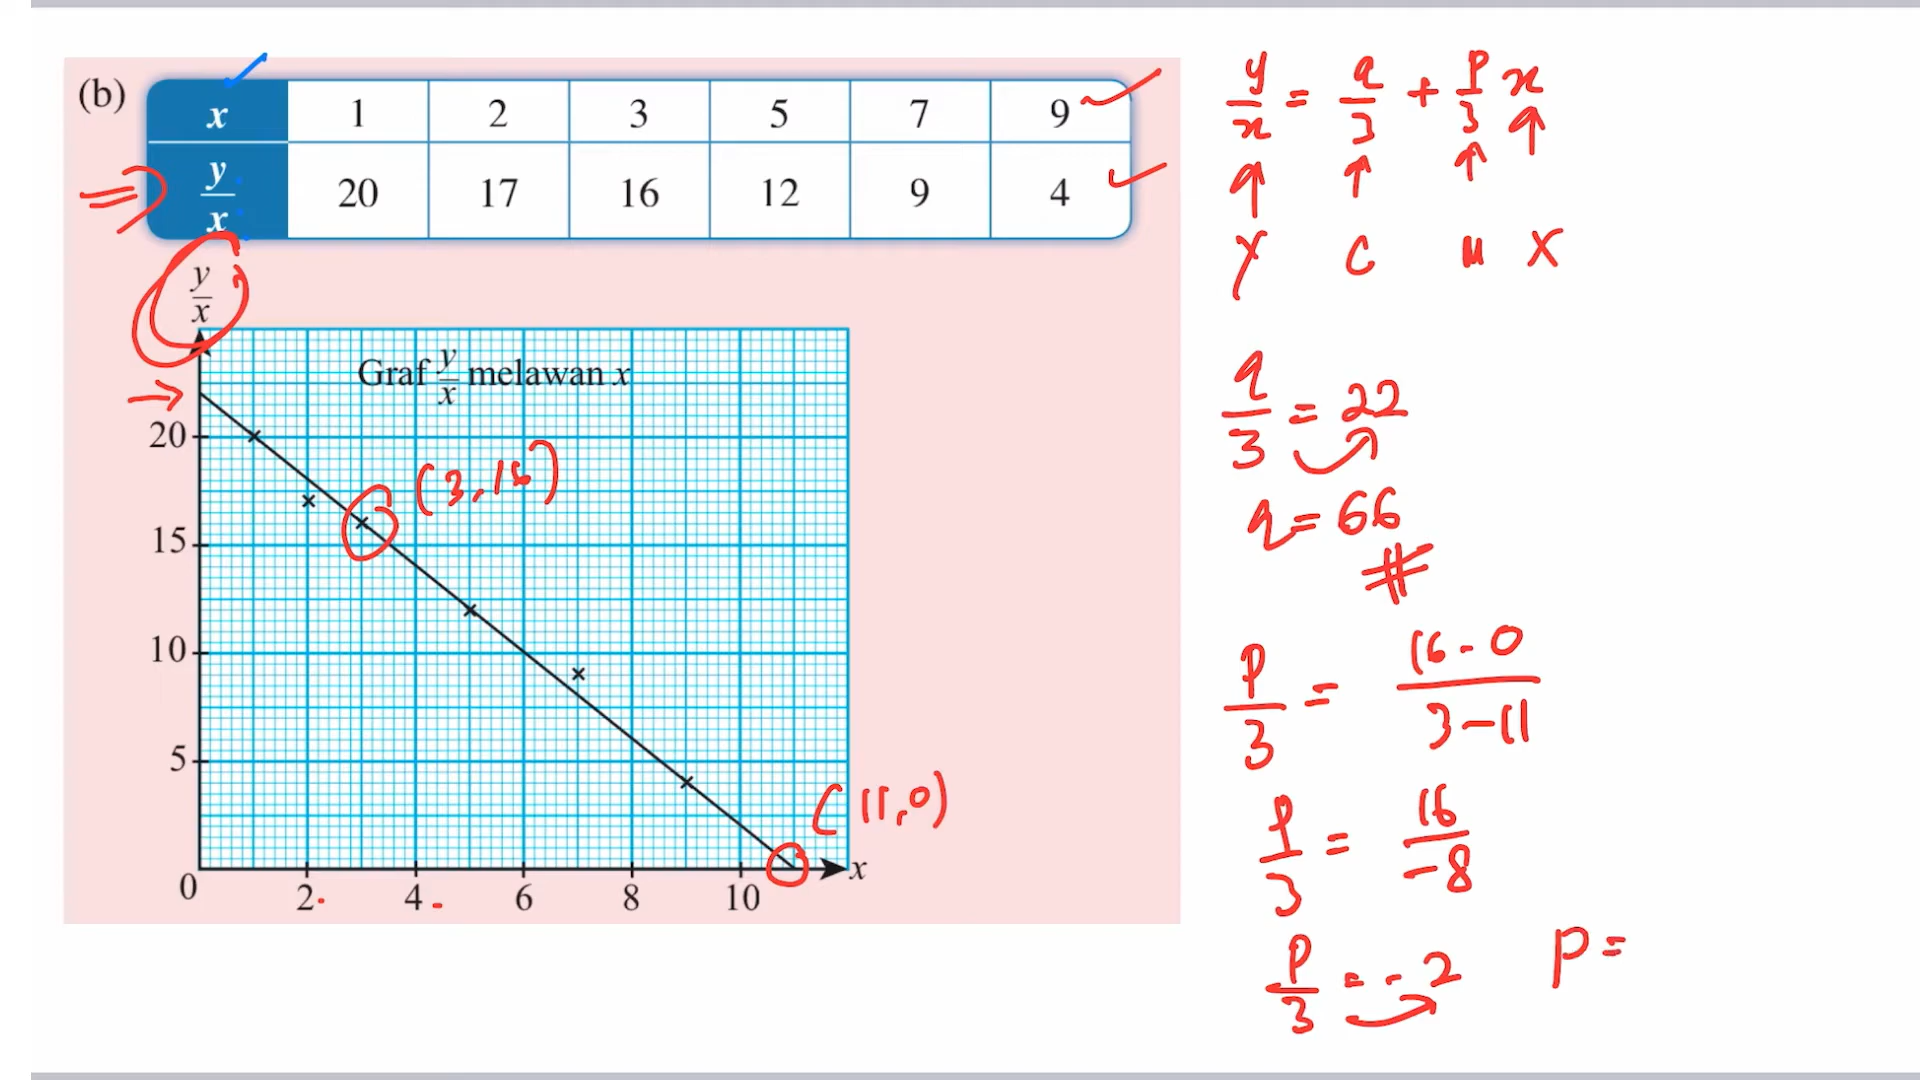 (b)
x 1 2 3 5 7 9
y/x 20 17 16 12 9 4
y/x
Graf y/x melawan x
20
15
10
5
0 2 4 6 8 10 x
(3, 16)
(11, 0)
y/x = q/3 + p/3 x
Y C M X
q/3 = 22
q = 66
p/3 = 16 - 0 / 3 - 11
p/3 = 16 / -8
p/3 = -2 p =